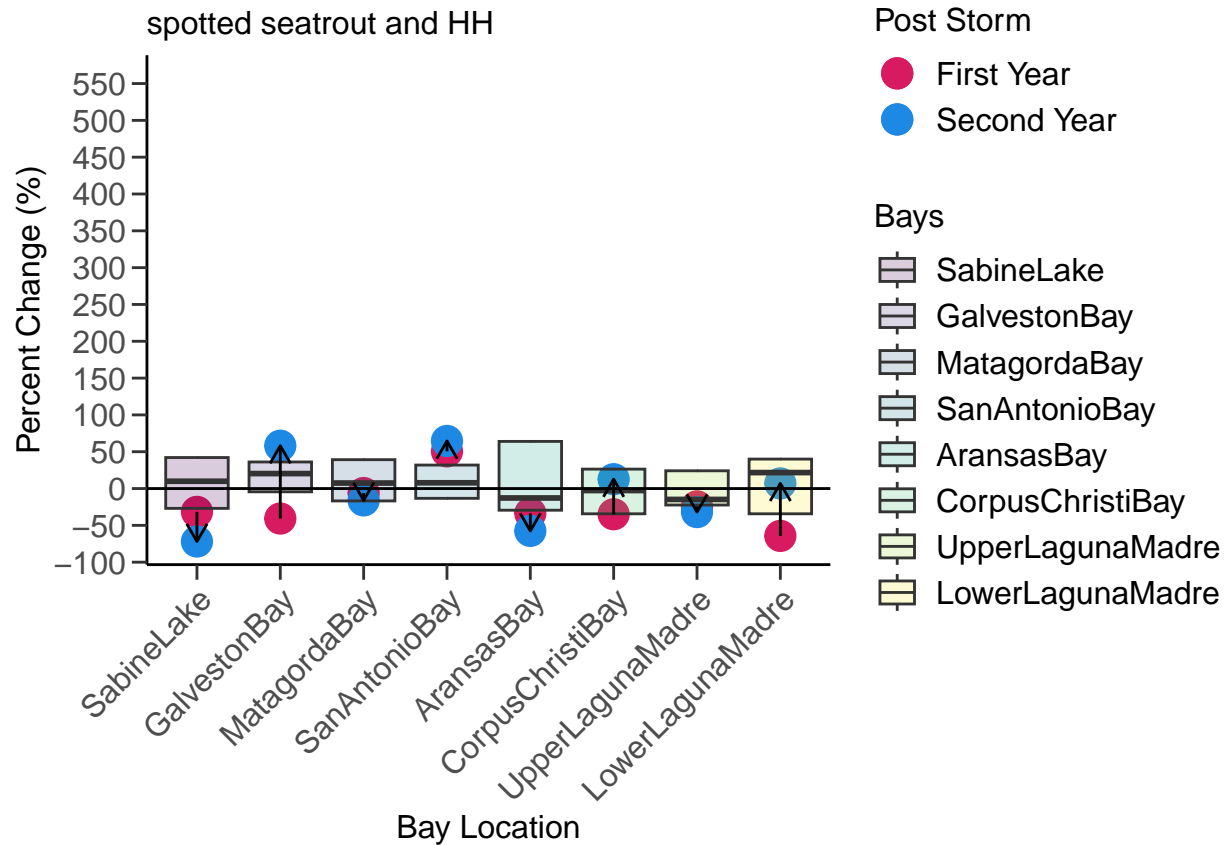 spotted seatrout and HH
Percent Change (%)
550
500
450
400
350
300
250
200
150
100
50
0
−50
−100
SabineLake
GalvestonBay
MatagordaBay
SanAntonioBay
AransasBay
CorpusChristiBay
UpperLagunaMadre
LowerLagunaMadre
Bay Location
Post Storm
First Year
Second Year
Bays
SabineLake
GalvestonBay
MatagordaBay
SanAntonioBay
AransasBay
CorpusChristiBay
UpperLagunaMadre
LowerLagunaMadre